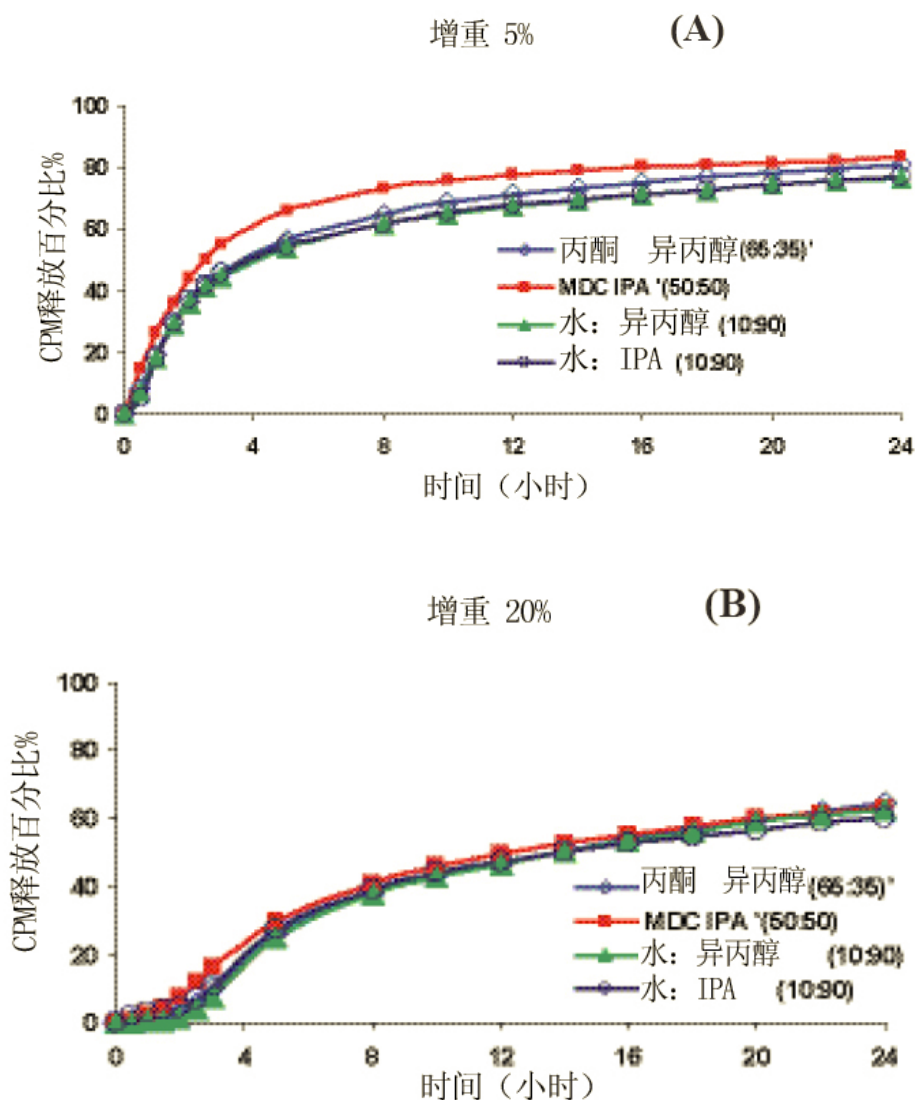 增重 5% (A)
CPM释放百分比%
100
80
60
40
20
0
丙酮 异丙醇(65:35)'
MDC IPA '(50:50)
水：异丙醇 (10:90)
水：IPA (10:90)
0 4 8 12 16 20 24
时间（小时）
增重 20% (B)
CPM释放百分比%
100
80
60
40
20
0
丙酮 异丙醇(65:35)'
MDC IPA '(50:50)
水：异丙醇 (10:90)
水：IPA (10:90)
0 4 8 12 16 20 24
时间（小时）